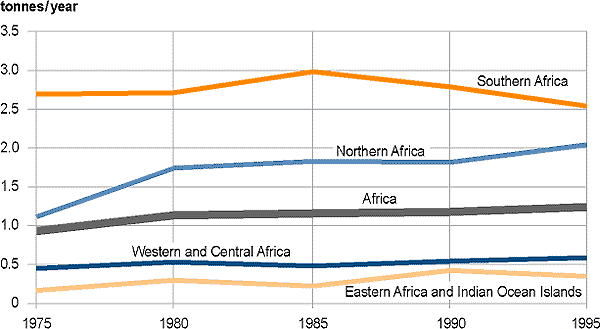 tonnes/year
3.5
3.0
Southern Africa
2.5
2.0
Northern Africa
1.5
Africa
1.0
Western and Central Africa
0.5
Eastern Africa and Indian Ocean Islands
0
1975 1980 1985 1990 1995